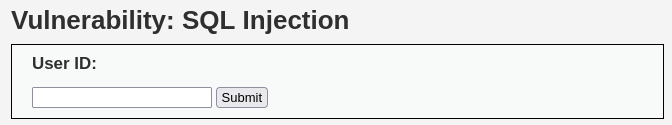 Vulnerability: SQL Injection
User ID:
Submit